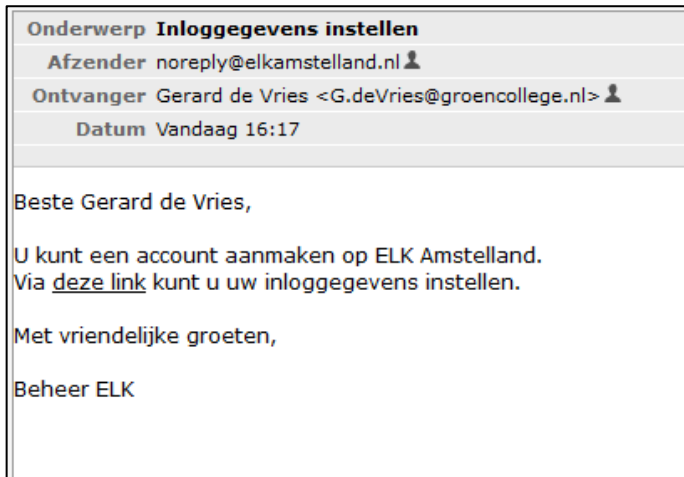 Onderwerp Inloggegevens instellen
Afzender noreply@elkamstelland.nl
Ontvanger Gerard de Vries <G.deVries@groencollege.nl>
Datum Vandaag 16:17
Beste Gerard de Vries,
U kunt een account aanmaken op ELK Amstelland.
Via deze link kunt u uw inloggegevens instellen.
Met vriendelijke groeten,
Beheer ELK